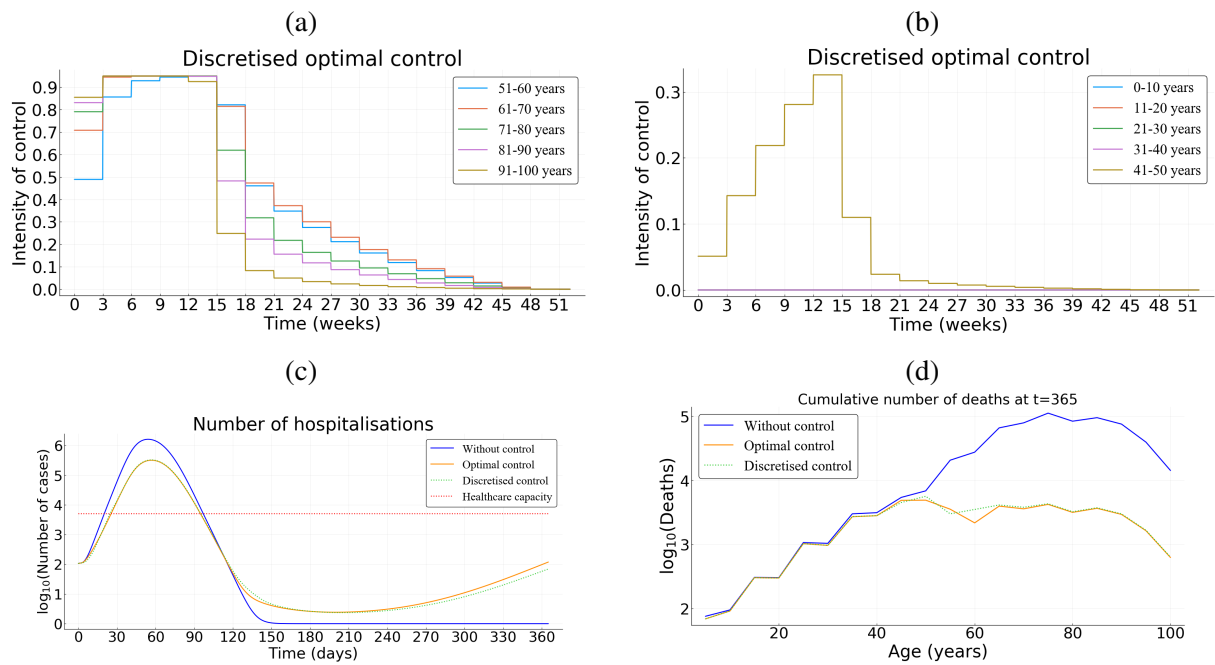 (a)
Discretised optimal control
Intensity of control
0.9
0.8
0.7
0.6
0.5
0.4
0.3
0.2
0.1
0.0
51-60 years
61-70 years
71-80 years
81-90 years
91-100 years
0 3 6 9 12 15 18 21 24 27 30 33 36 39 42 45 48 51
Time (weeks)
(b)
Discretised optimal control
Intensity of control
0.3
0.2
0.1
0.0
0-10 years
11-20 years
21-30 years
31-40 years
41-50 years
0 3 6 9 12 15 18 21 24 27 30 33 36 39 42 45 48 51
Time (weeks)
(c)
Number of hospitalisations
log₁₀(Number of cases)
6
5
4
3
2
1
0
Without control
Optimal control
Discretised control
Healthcare capacity
0 30 60 90 120 150 180 210 240 270 300 330 360
Time (days)
(d)
Cumulative number of deaths at t=365
log₁₀(Deaths)
5
4
3
2
Without control
Optimal control
Discretised control
20 40 60 80 100
Age (years)